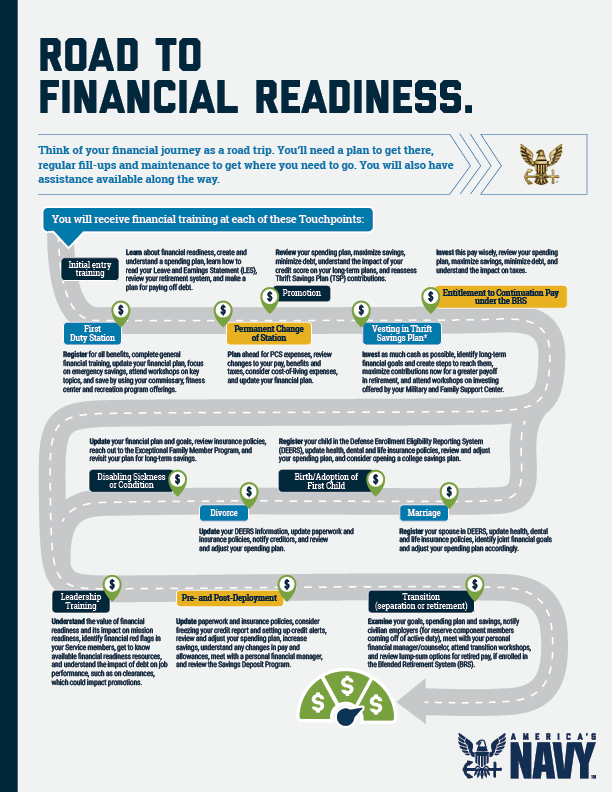 ROAD TO
FINANCIAL READINESS.
Think of your financial journey as a road trip. You'll need a plan to get there,
regular fill-ups and maintenance to get where you need to go. You will also have
assistance available along the way.
You will receive financial training at each of these Touchpoints:
Initial entry
training
Learn about financial readiness, create and
understand a spending plan, learn how to
read your Leave and Earnings Statement (LES),
review your retirement system, and make a
plan for paying off debt.
Review your spending plan, maximize savings,
minimize debt, understand the impact of your
credit score on your long-term plans, and reassess
Thrift Savings Plan (TSP) contributions.
Promotion
Invest this pay wisely, review your spending
plan, maximize savings, minimize debt, and
understand the impact on taxes.
Entitlement to Continuation Pay
under the BRS
$
$
$
$
$
First
Duty Station
Register for all benefits, complete general
financial training, update your financial plan, focus
on emergency savings, attend workshops on key
topics, and save by using your commissary, fitness
center and recreation program offerings.
Permanent Change
of Station
Plan ahead for PCS expenses, review
changes to your pay, benefits and
taxes, consider cost-of-living expenses,
and update your financial plan.
Vesting in Thrift
Savings Plan*
Invest as much cash as possible, identify long-term
financial goals and create steps to reach them,
maximize contributions now for a greater payoff
in retirement, and attend workshops on investing
offered by your Military and Family Support Center.
Update your financial plan and goals, review insurance policies,
reach out to the Exceptional Family Member Program, and
revisit your plan for long-term savings.
Disabling Sickness
or Condition
$
Register your child in the Defense Enrollment Eligibility Reporting System
(DEERS), update health, dental and life insurance policies, review and adjust
your spending plan, and consider opening a college savings plan.
Birth/Adoption of
First Child
$
$
Divorce
Update your DEERS information, update paperwork and
insurance policies, notify creditors, and review
and adjust your spending plan.
$
Marriage
Register your spouse in DEERS, update health, dental
and life insurance policies, identify joint financial goals
and adjust your spending plan accordingly.
$
Leadership
Training
Understand the value of financial
readiness and its impact on mission
readiness, identify financial red flags in
your Service members, get to know
available financial readiness resources,
and understand the impact of debt on job
performance, such as on clearances,
which could impact promotions.
$
Pre- and Post-Deployment
Update paperwork and insurance policies, consider
freezing your credit report and setting up credit alerts,
review and adjust your spending plan, increase
savings, understand any changes in pay and
allowances, meet with a personal financial manager,
and review the Savings Deposit Program.
$
Transition
(separation or retirement)
Examine your goals, spending plan and savings, notify
civilian employers (for reserve component members
coming off of active duty), meet with your personal
financial manager/counselor, attend transition workshops,
and review lump-sum options for retired pay, if enrolled in
the Blended Retirement System (BRS).
$ $ $
AMERICA'S
NAVY